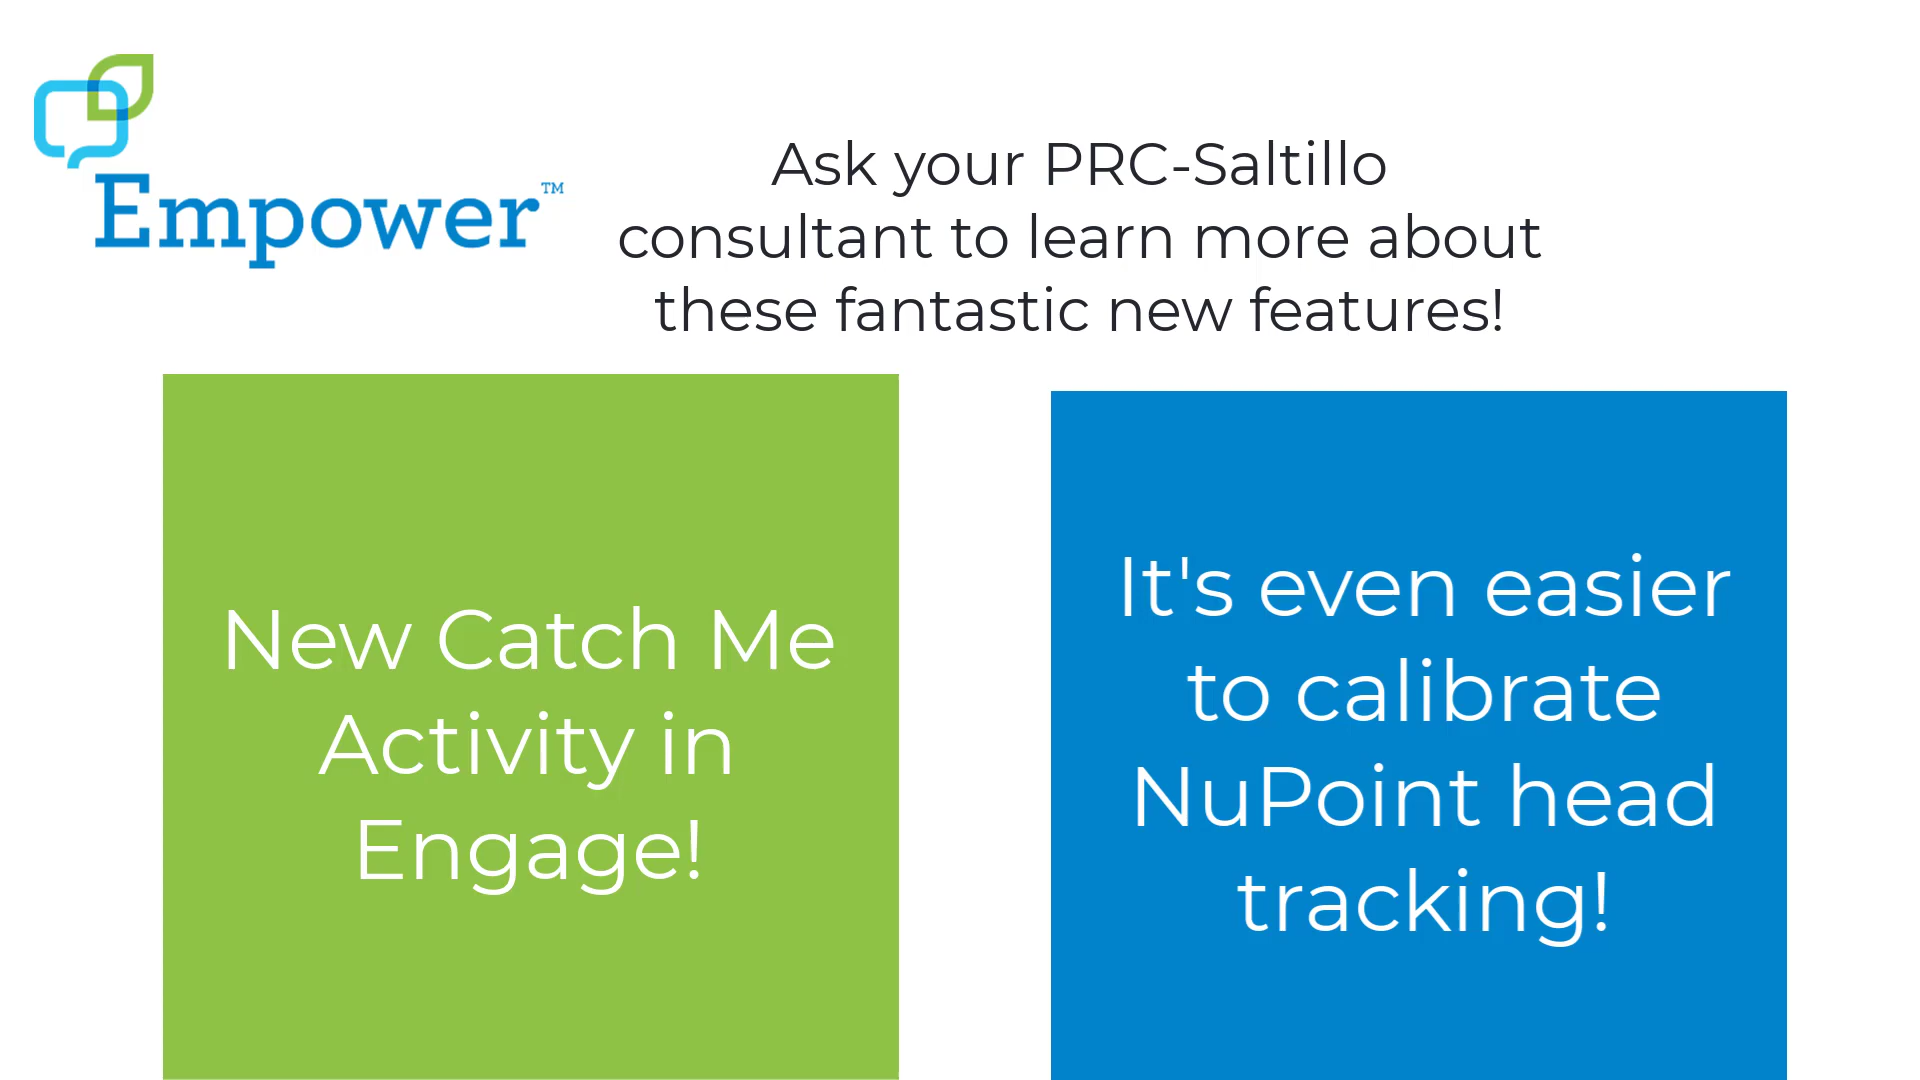 Empower™
Ask your PRC-Saltillo
consultant to learn more about
these fantastic new features!
New Catch Me
Activity in
Engage!
It's even easier
to calibrate
NuPoint head
tracking!